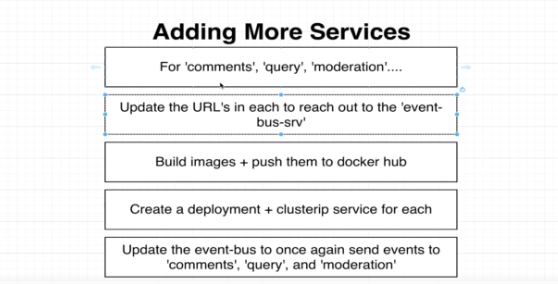 Adding More Services
For 'comments', 'query', 'moderation'....
Update the URL's in each to reach out to the 'event-
bus-srv'
Build images + push them to docker hub
Create a deployment + clusterip service for each
Update the event-bus to once again send events to
'comments', 'query', and 'moderation'